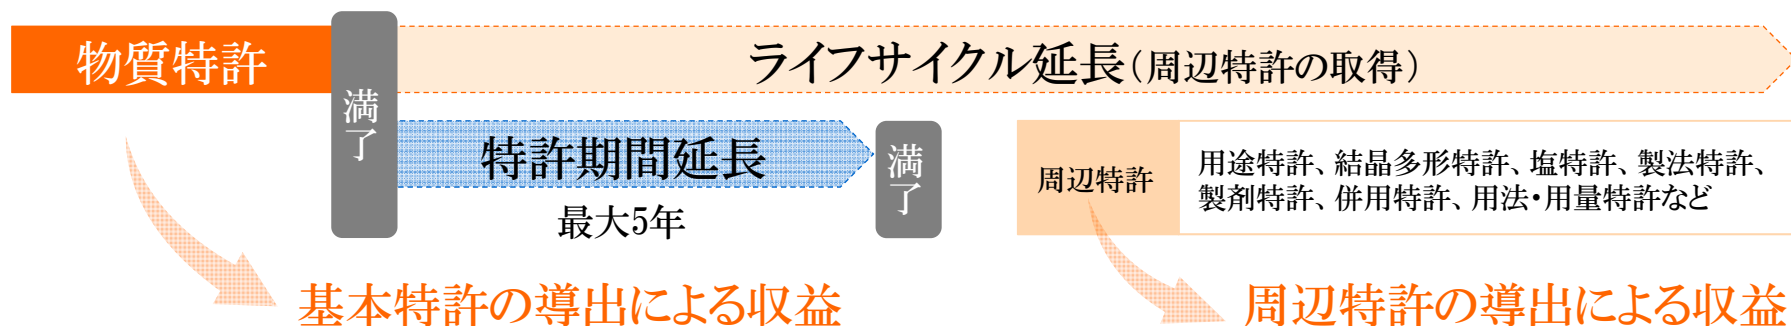 物質特許
満了
ライフサイクル延長(周辺特許の取得)
特許期間延長
最大5年
満了
周辺特許
用途特許、結晶多形特許、塩特許、製法特許、
製剤特許、併用特許、用法・用量特許など
基本特許の導出による収益
周辺特許の導出による収益